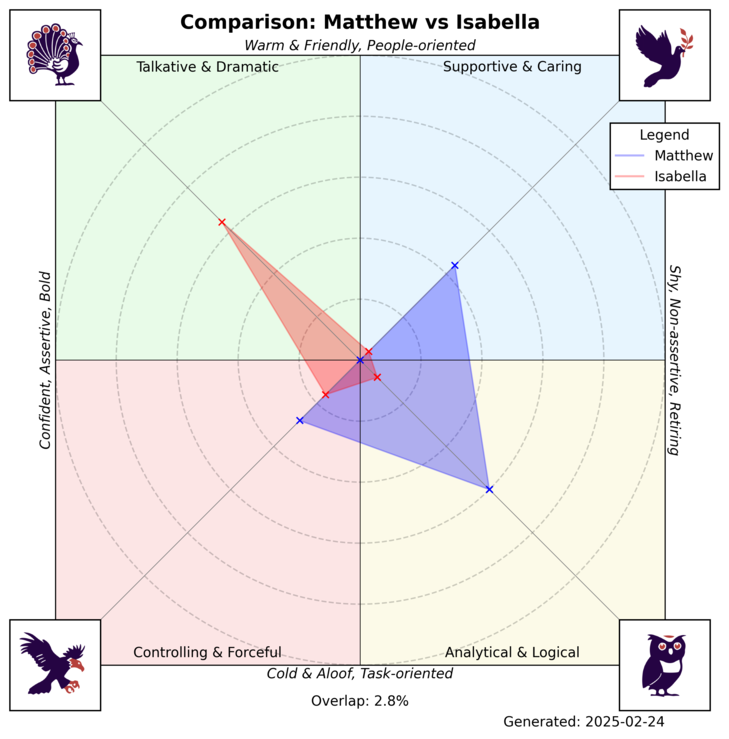 Comparison: Matthew vs Isabella
Warm & Friendly, People-oriented
Talkative & Dramatic
Supportive & Caring
Legend
Matthew
Isabella
Confident, Assertive, Bold
Shy, Non-assertive, Retiring
Controlling & Forceful
Analytical & Logical
Cold & Aloof, Task-oriented
Overlap: 2.8%
Generated: 2025-02-24